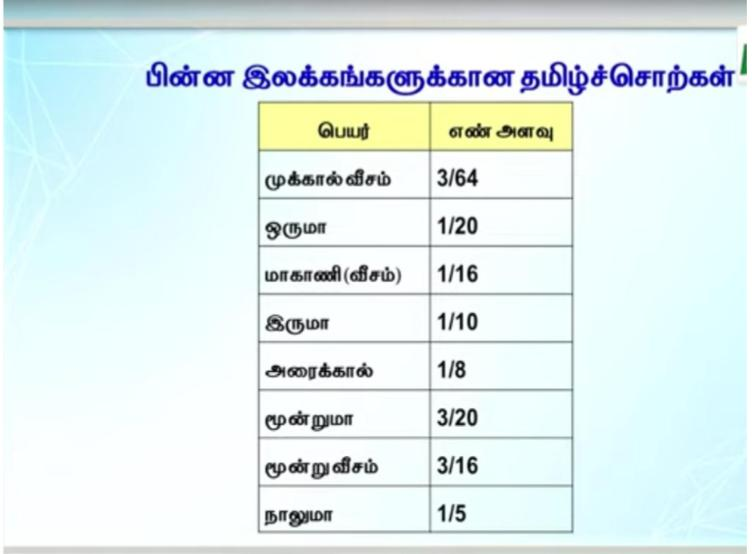 பின்ன இலக்கங்களுக்கான தமிழ்ச்சொற்கள்
பெயர் எண் அளவு
முக்கால் வீசம் 3/64
ஒருமா 1/20
மாகாணி (வீசம்) 1/16
இருமா 1/10
அரைக்கால் 1/8
மூன்றுமா 3/20
மூன்று வீசம் 3/16
நாலுமா 1/5